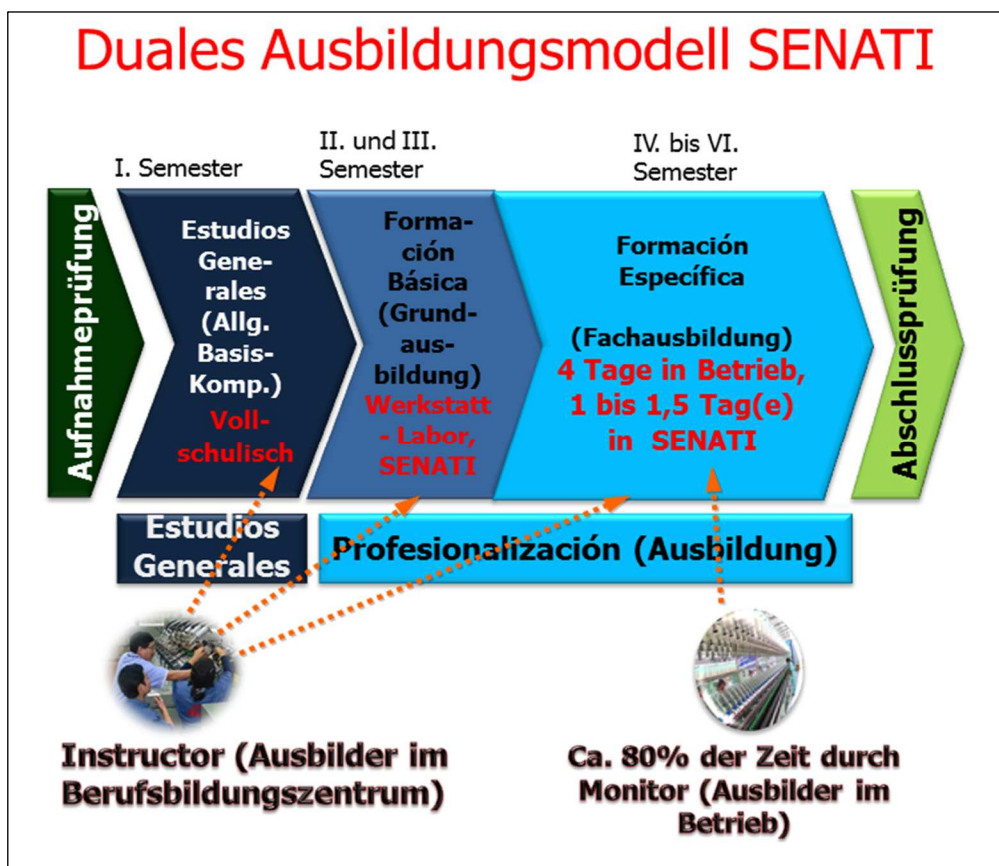 Duales Ausbildungsmodell SENATI
I. Semester
II. und III.
Semester
IV. bis VI.
Semester
Aufnahmeprüfung
Estudios
Gene-
rales
(Allg.
Basis-
Komp.)
Voll-
schulisch
Forma-
ción
Básica
(Grund-
aus-
bildung)
Werkstatt
- Labor,
SENATI
Formación
Específica
(Fachausbildung)
4 Tage in Betrieb,
1 bis 1,5 Tag(e)
in SENATI
Abschlussprüfung
Estudios
Generales
Profesionalización (Ausbildung)
Instructor (Ausbilder im
Berufsbildungszentrum)
Ca. 80% der Zeit durch
Monitor (Ausbilder im
Betrieb)